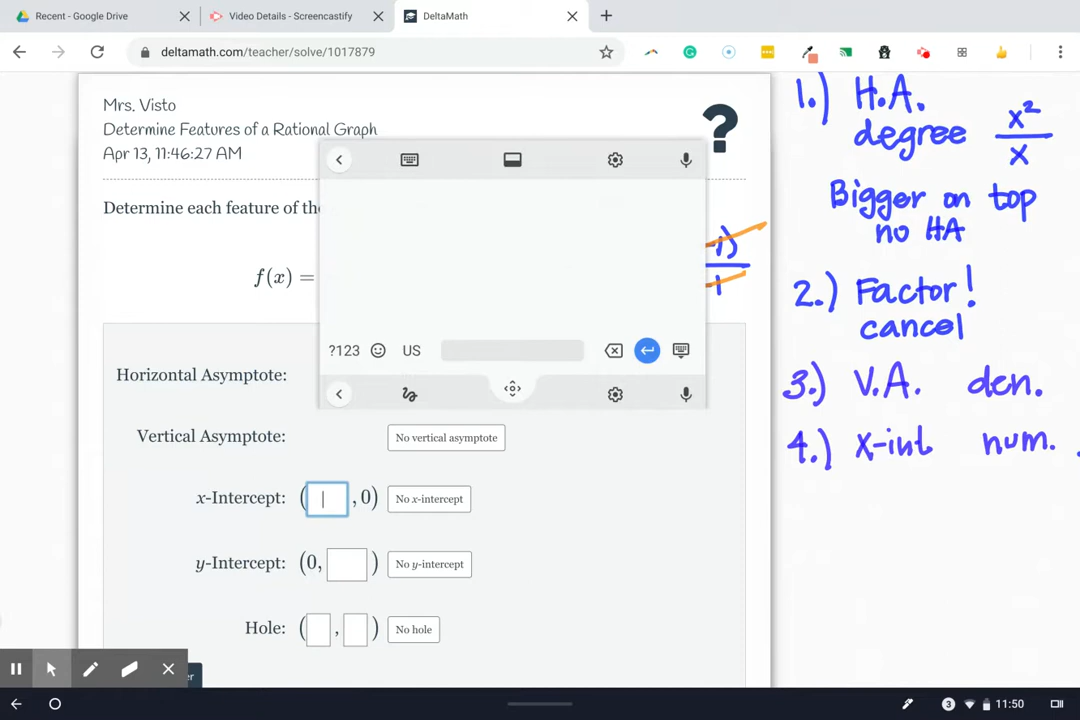 Recent - Google Drive
Video Details - Screencastify
DeltaMath
deltamath.com/teacher/solve/1017879
Mrs. Visto
Determine Features of a Rational Graph
Apr 13, 11:46:27 AM
?
Determine each feature of the
f(x) =
?123
US
Horizontal Asymptote:
Vertical Asymptote:
No vertical asymptote
x-Intercept: ( , 0)
No x-intercept
y-Intercept: (0, )
No y-intercept
Hole: ( , )
No hole
1.) H.A.
degree x²/x
Bigger on top
no HA
2.) Factor!
cancel
3.) V.A. den.
4.) x-int num.
3
11:50